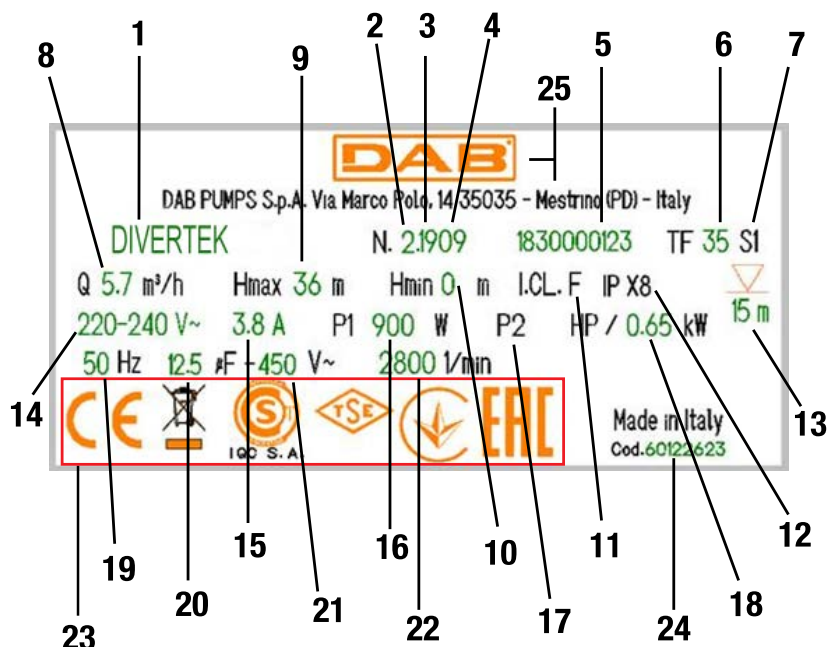 1
2
3
4
5
6
7
8
9
25
DAB
DAB PUMPS S.p.A. Via Marco Polo, 14 35035 - Mestrino (PD) - Italy
DIVERTEK N. 2.1909 1830000123 TF 35 S1
Q 5.7 m³/h Hmax 36 m Hmin 0 m I.CL. F IP X8
220-240 V~ 3.8 A P1 900 W P2 HP / 0.65 kW 15 m
50 Hz 12.5 µF - 450 V~ 2800 1/min
CE S TSE EAC
IQC S.A.
Made in Italy
Cod.60122623
14
13
19
20
15
21
16
22
10
17
11
12
18
23
24